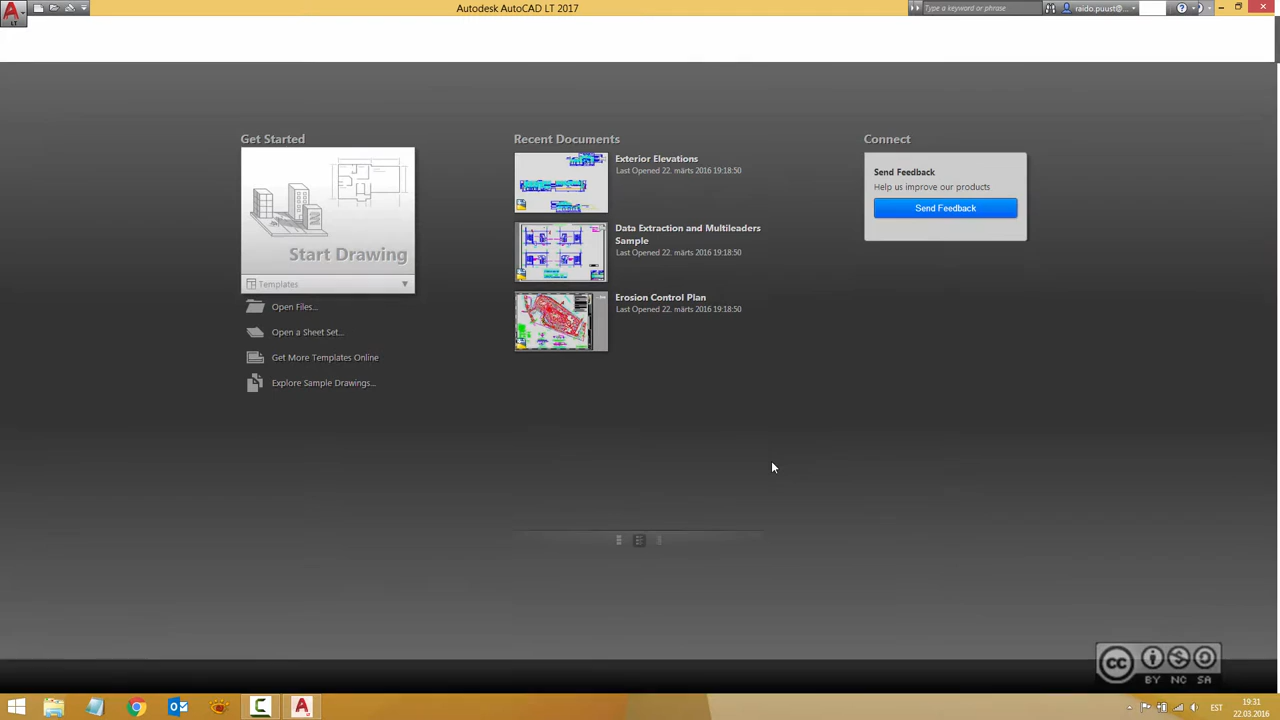 Autodesk AutoCAD LT 2017
Type a keyword or phrase
raido.puust@...
LT
Get Started
Start Drawing
Templates
Open Files...
Open a Sheet Set...
Get More Templates Online
Explore Sample Drawings...
Recent Documents
Exterior Elevations
Last Opened 22. märts 2016 19:18:50
Data Extraction and Multileaders
Sample
Last Opened 22. märts 2016 19:18:50
Erosion Control Plan
Last Opened 22. märts 2016 19:18:50
Connect
Send Feedback
Help us improve our products
Send Feedback
cc
BY NC SA
EST
19:31
22.03.2016